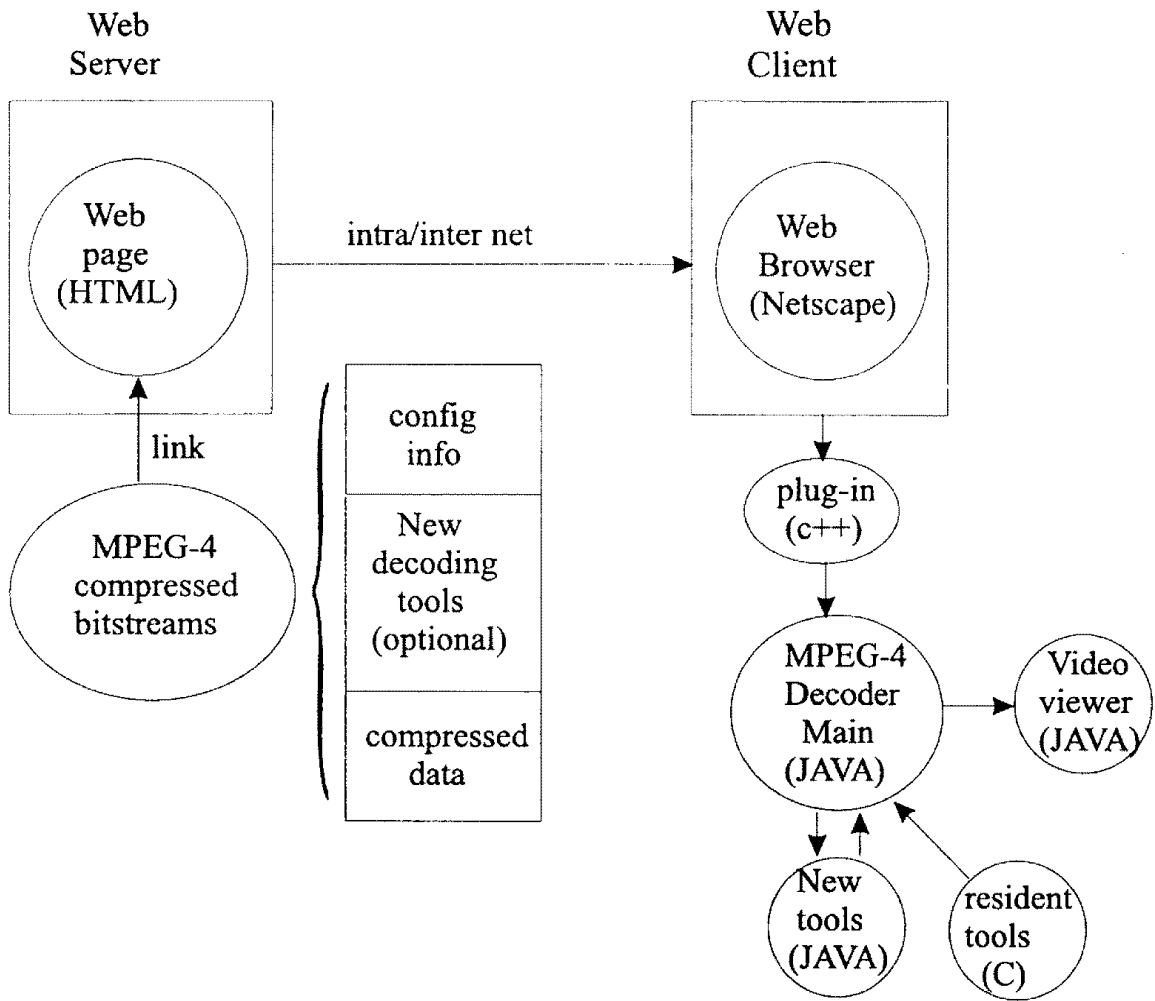 Web
Server
Web
Client
Web
page
(HTML)
intra/inter net
Web
Browser
(Netscape)
link
MPEG-4
compressed
bitstreams
config
info
New
decoding
tools
(optional)
compressed
data
plug-in
(c++)
MPEG-4
Decoder
Main
(JAVA)
Video
viewer
(JAVA)
New
tools
(JAVA)
resident
tools
(C)